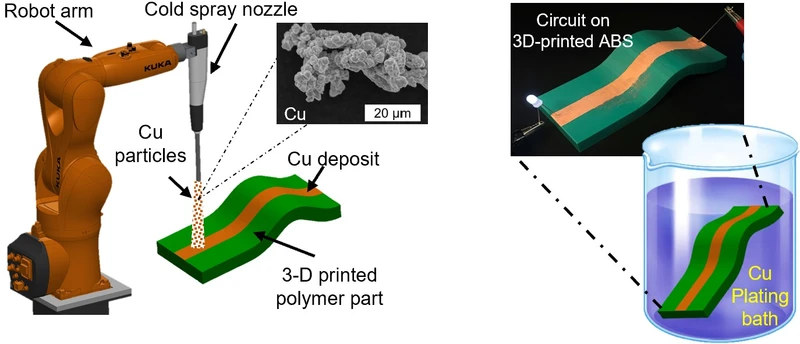 Robot arm
Cold spray nozzle
KUKA
KUKA
Cu
20 µm
Cu
particles
Cu deposit
3-D printed
polymer part
Circuit on
3D-printed ABS
Cu
Plating
bath